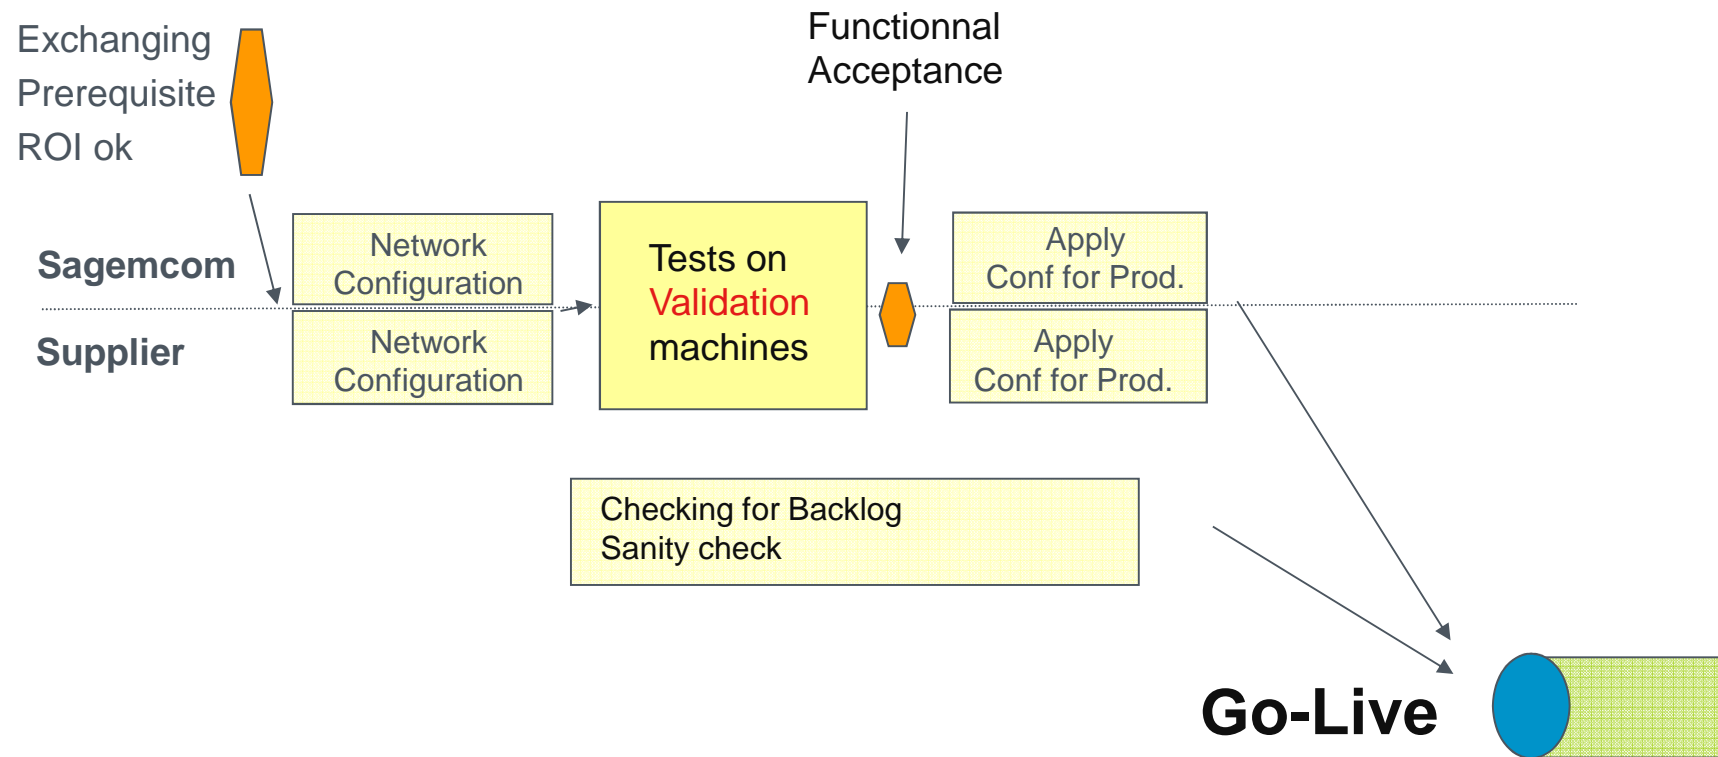 Exchanging
Prerequisite
ROI ok
Functionnal
Acceptance
Sagemcom
Supplier
Network
Configuration
Network
Configuration
Tests on
Validation
machines
Apply
Conf for Prod.
Apply
Conf for Prod.
Checking for Backlog
Sanity check
Go-Live